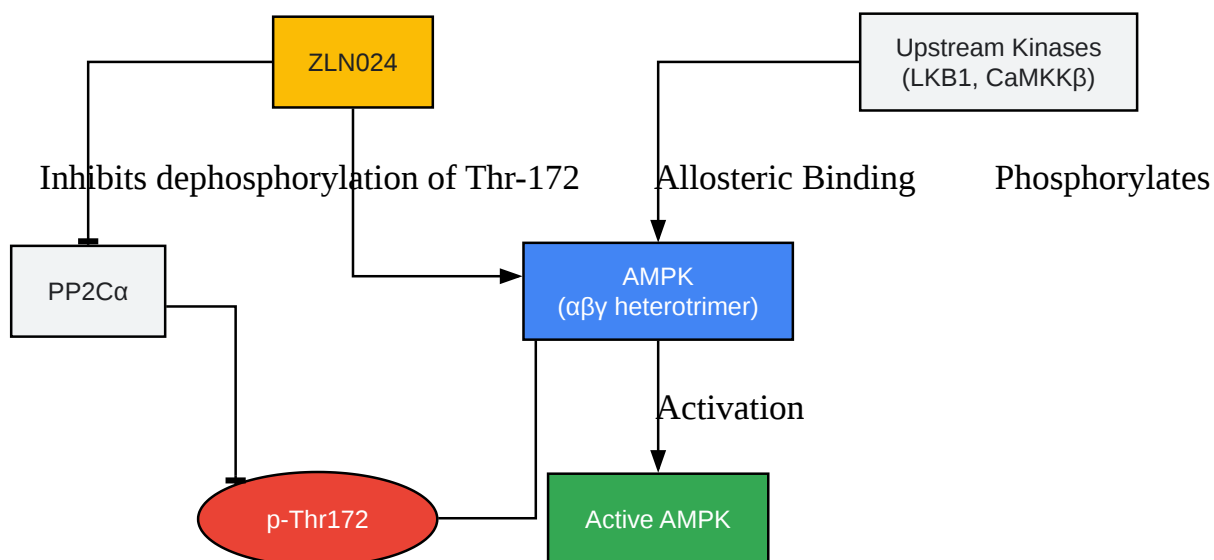 ZLN024
Upstream Kinases
(LKB1, CaMKKβ)
Inhibits dephosphorylation of Thr-172
Allosteric Binding
Phosphorylates
PP2Cα
AMPK
(αβγ heterotrimer)
Activation
p-Thr172
Active AMPK